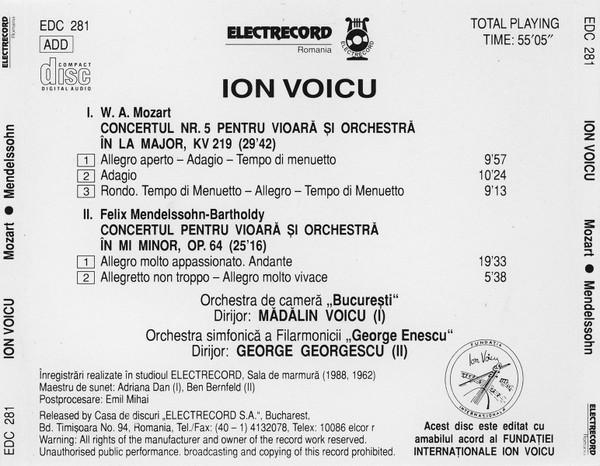 ELECTRECORD
Romania
EDC 281
ADD
COMPACT
disc
DIGITAL AUDIO
ELECTRECORD
Romania
ELECTRECORD
TOTAL PLAYING
TIME: 55'05"
EDC 281
ION VOICU
I. W. A. Mozart
CONCERTUL NR. 5 PENTRU VIOARĂ ȘI ORCHESTRĂ
ÎN LA MAJOR, KV 219 (29'42)
1 Allegro aperto – Adagio – Tempo di menuetto 9'57
2 Adagio 10'24
3 Rondo. Tempo di Menuetto – Allegro – Tempo di Menuetto 9'13
II. Felix Mendelssohn-Bartholdy
CONCERTUL PENTRU VIOARĂ ȘI ORCHESTRĂ
ÎN MI MINOR, OP. 64 (25'16)
1 Allegro molto appassionato. Andante 19'33
2 Allegretto non troppo – Allegro molto vivace 5'38
Orchestra de cameră „București“
Dirijor: MĂDĂLIN VOICU (I)
Orchestra simfonică a Filarmonicii „George Enescu“
Dirijor: GEORGE GEORGESCU (II)
Înregistrări realizate în studioul ELECTRECORD, Sala de marmură (1988, 1962)
Maestru de sunet: Adriana Dan (I), Ben Bernfeld (II)
Postprocesare: Emil Mihai
Released by Casa de discuri „ELECTRECORD S.A.“, Bucharest,
Bd. Timișoara No. 94, Romania, Tel./Fax: (40 – 1) 4132078, Telex: 10086 elcor r
Warning: All rights of the manufacturer and owner of the record work reserved.
Unauthorised public performance. broadcasting and copying of this record prohibited.
FUNDAȚIA
Ion Voicu
INTERNAȚIONALĂ
Acest disc este editat cu
amabilul acord al FUNDAȚIEI
INTERNAȚIONALE ION VOICU
EDC 281 ION VOICU Mozart ● Mendelssohn
ION VOICU Mozart ● Mendelssohn
ELECTRECORD
Romania